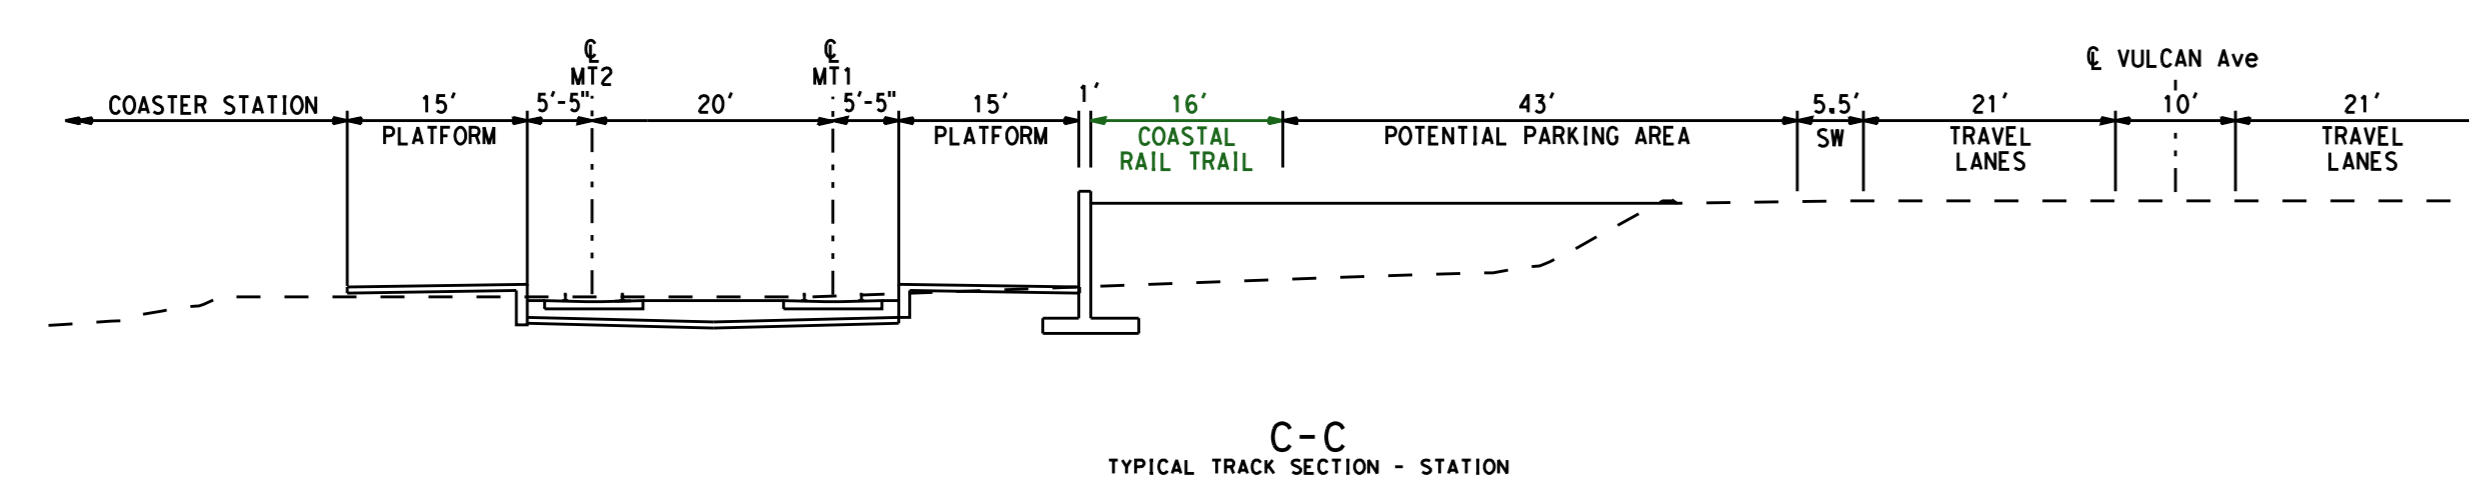 ℄ MT2
℄ MT1
℄ VULCAN Ave
COASTER STATION
15'
PLATFORM
5'-5"
20'
5'-5"
15'
PLATFORM
1'
16'
COASTAL
RAIL TRAIL
43'
POTENTIAL PARKING AREA
5.5'
SW
21'
TRAVEL
LANES
10'
21'
TRAVEL
LANES
C-C
TYPICAL TRACK SECTION - STATION